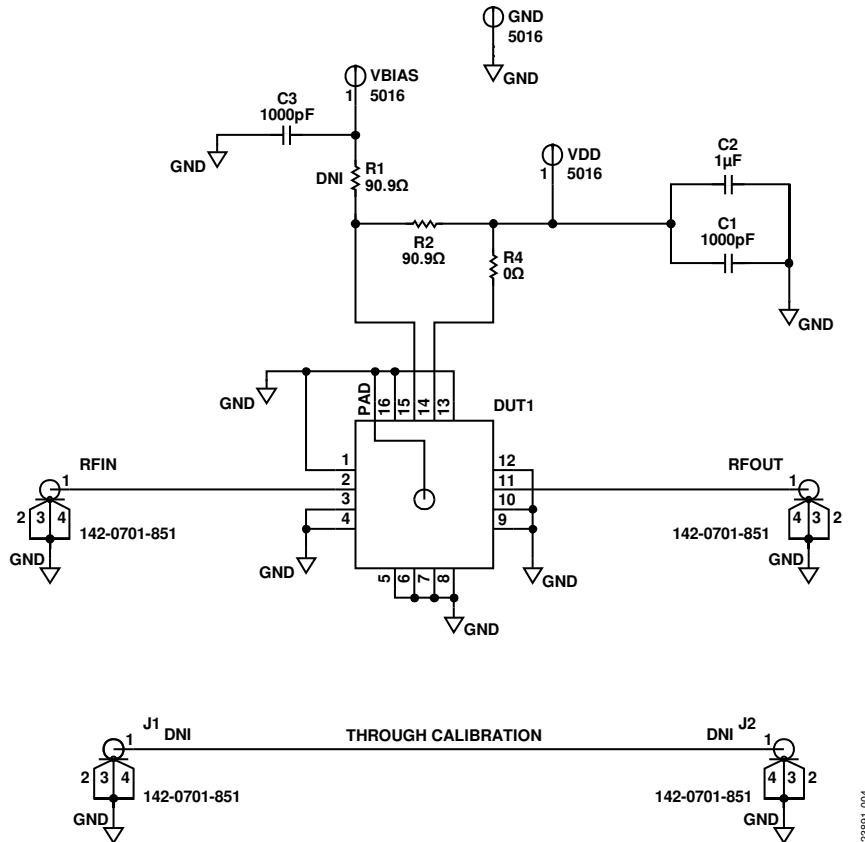 GND
5016
GND
VBIAS
1
5016
C3
1000pF
GND
DNI
R1
90.9Ω
VDD
1
5016
C2
1µF
C1
1000pF
R2
90.9Ω
R4
0Ω
GND
GND
PAD
16
15
14
13
DUT1
RFIN
1
2
3
4
142-0701-851
GND
1
2
3
4
12
11
10
9
RFOUT
1
4
3
2
142-0701-851
GND
GND
5
6
7
8
GND
GND
J1
1
DNI
THROUGH CALIBRATION
DNI
J2
1
2
3
4
142-0701-851
GND
4
3
2
142-0701-851
GND
23891-004